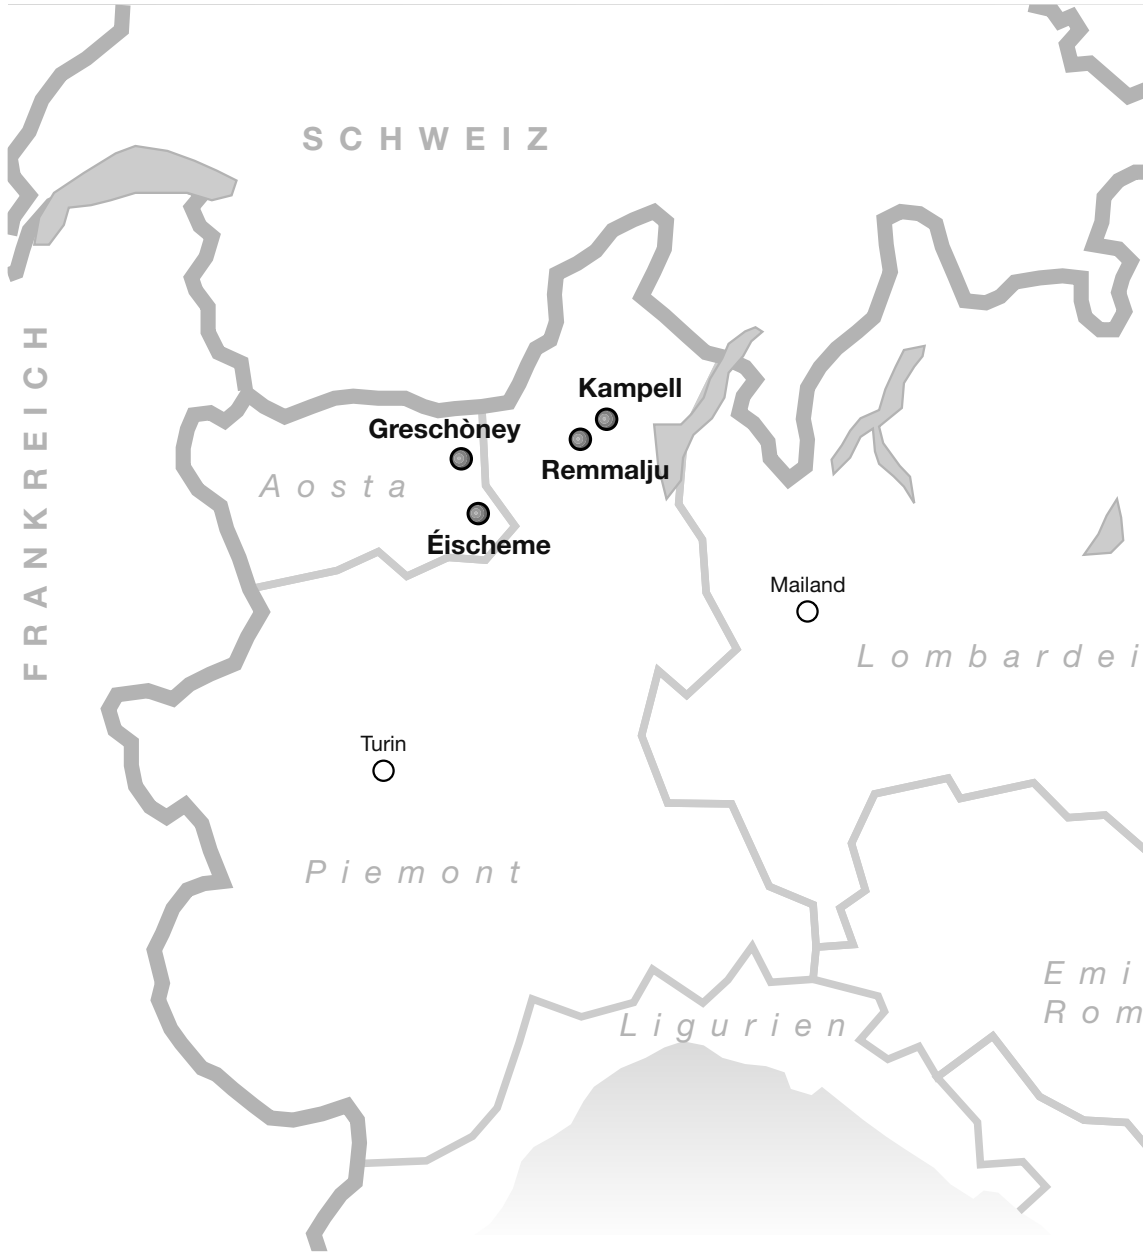 SCHWEIZ
FRANKREICH
Kampell
Greschòney
Remmalju
Aosta
Éischeme
Mailand
Lombardei
Turin
Piemont
Emi
Rom
Ligurien